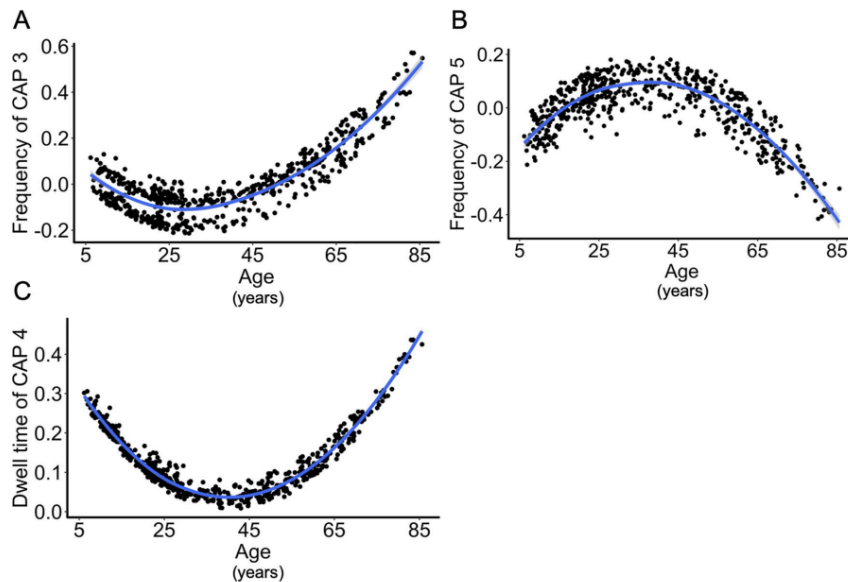 A
Frequency of CAP 3
0.6
0.4
0.2
0.0
-0.2
5 25 45 65 85
Age
(years)
B
Frequency of CAP 5
0.2
0.0
-0.2
-0.4
5 25 45 65 85
Age
(years)
C
Dwell time of CAP 4
0.4
0.3
0.2
0.1
0.0
5 25 45 65 85
Age
(years)